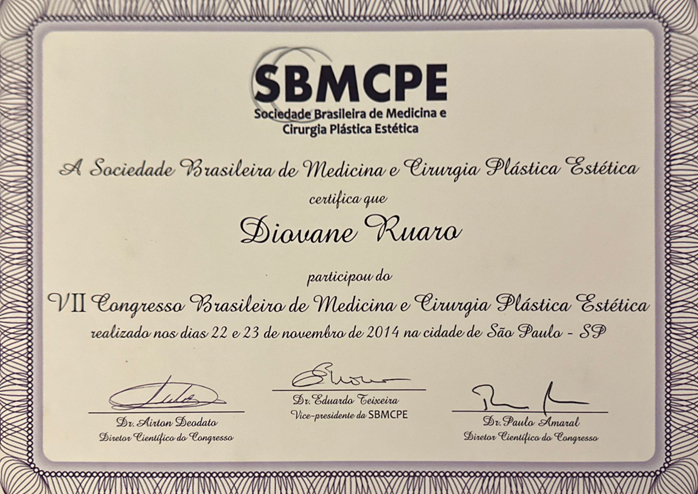 SBMCPE
Sociedade Brasileira de Medicina e
Cirurgia Plástica Estética
A Sociedade Brasileira de Medicina e Cirurgia Plástica Estética
certifica que
Diovane Ruaro
participou do
VII Congresso Brasileiro de Medicina e Cirurgia Plástica Estética
realizado nos dias 22 e 23 de novembro de 2014 na cidade de São Paulo - SP
Dr. Airton Deodato
Diretor Científico do Congresso
Dr. Eduardo Teixeira
Vice-presidente da SBMCPE
Dr. Paulo Amaral
Diretor Científico do Congresso